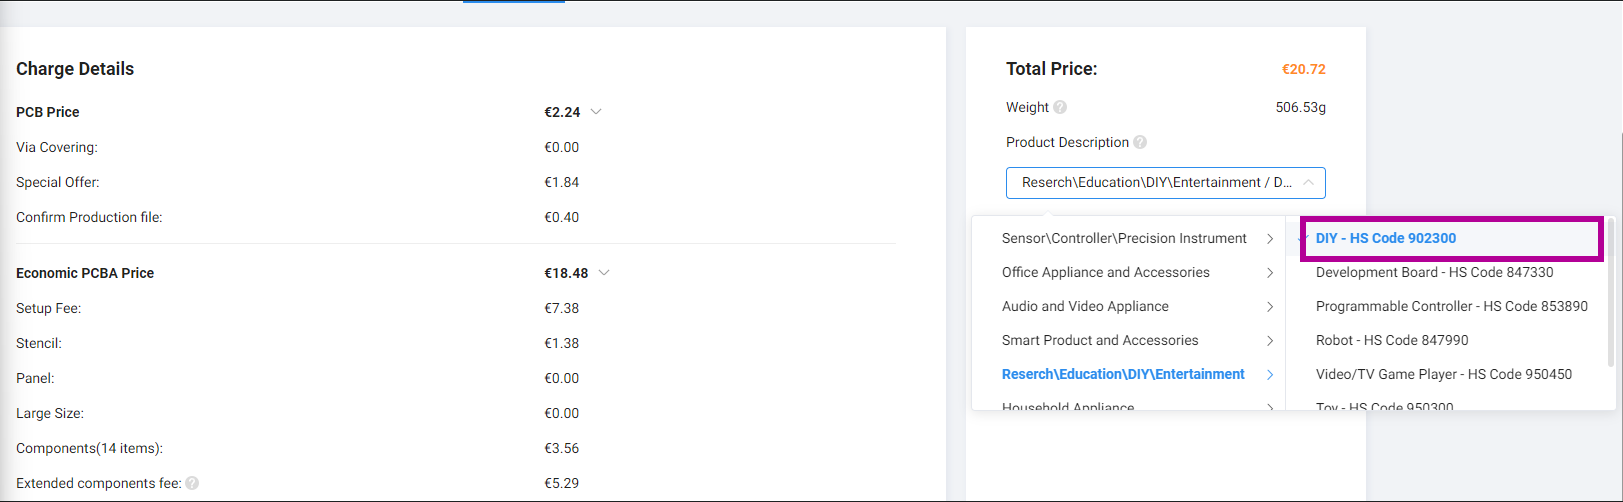 Charge Details
PCB Price €2.24
Via Covering: €0.00
Special Offer: €1.84
Confirm Production file: €0.40
Economic PCBA Price €18.48
Setup Fee: €7.38
Stencil: €1.38
Panel: €0.00
Large Size: €0.00
Components(14 items): €3.56
Extended components fee: ? €5.29
Total Price: €20.72
Weight ? 506.53g
Product Description ?
Reserch\Education\DIY\Entertainment / D...
Sensor\Controller\Precision Instrument
Office Appliance and Accessories
Audio and Video Appliance
Smart Product and Accessories
Reserch\Education\DIY\Entertainment
Household Appliance
DIY - HS Code 902300
Development Board - HS Code 847330
Programmable Controller - HS Code 853890
Robot - HS Code 847990
Video/TV Game Player - HS Code 950450
Toy - HS Code 950300